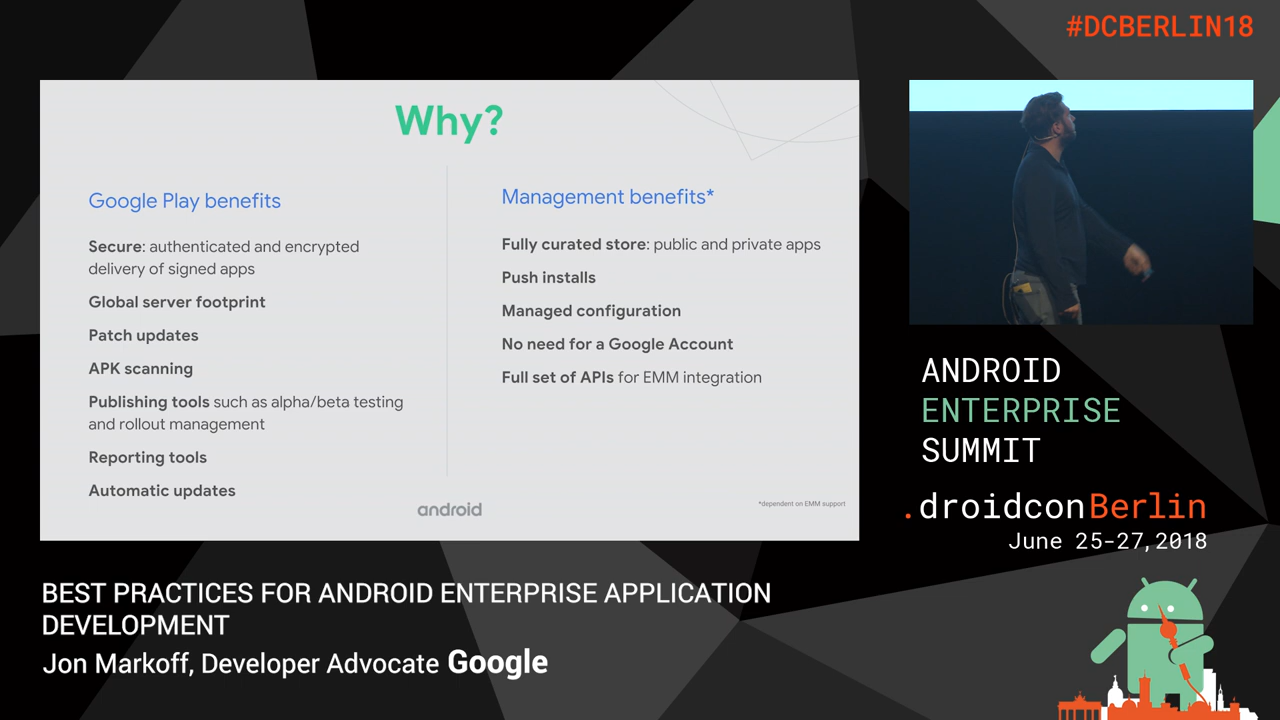 #DCBERLIN18
Why?
Google Play benefits
Secure: authenticated and encrypted
delivery of signed apps
Global server footprint
Patch updates
APK scanning
Publishing tools such as alpha/beta testing
and rollout management
Reporting tools
Automatic updates
Management benefits*
Fully curated store: public and private apps
Push installs
Managed configuration
No need for a Google Account
Full set of APIs for EMM integration
android
*dependent on EMM support
ANDROID
ENTERPRISE
SUMMIT
.droidconBerlin
June 25-27, 2018
BEST PRACTICES FOR ANDROID ENTERPRISE APPLICATION
DEVELOPMENT
Jon Markoff, Developer Advocate Google